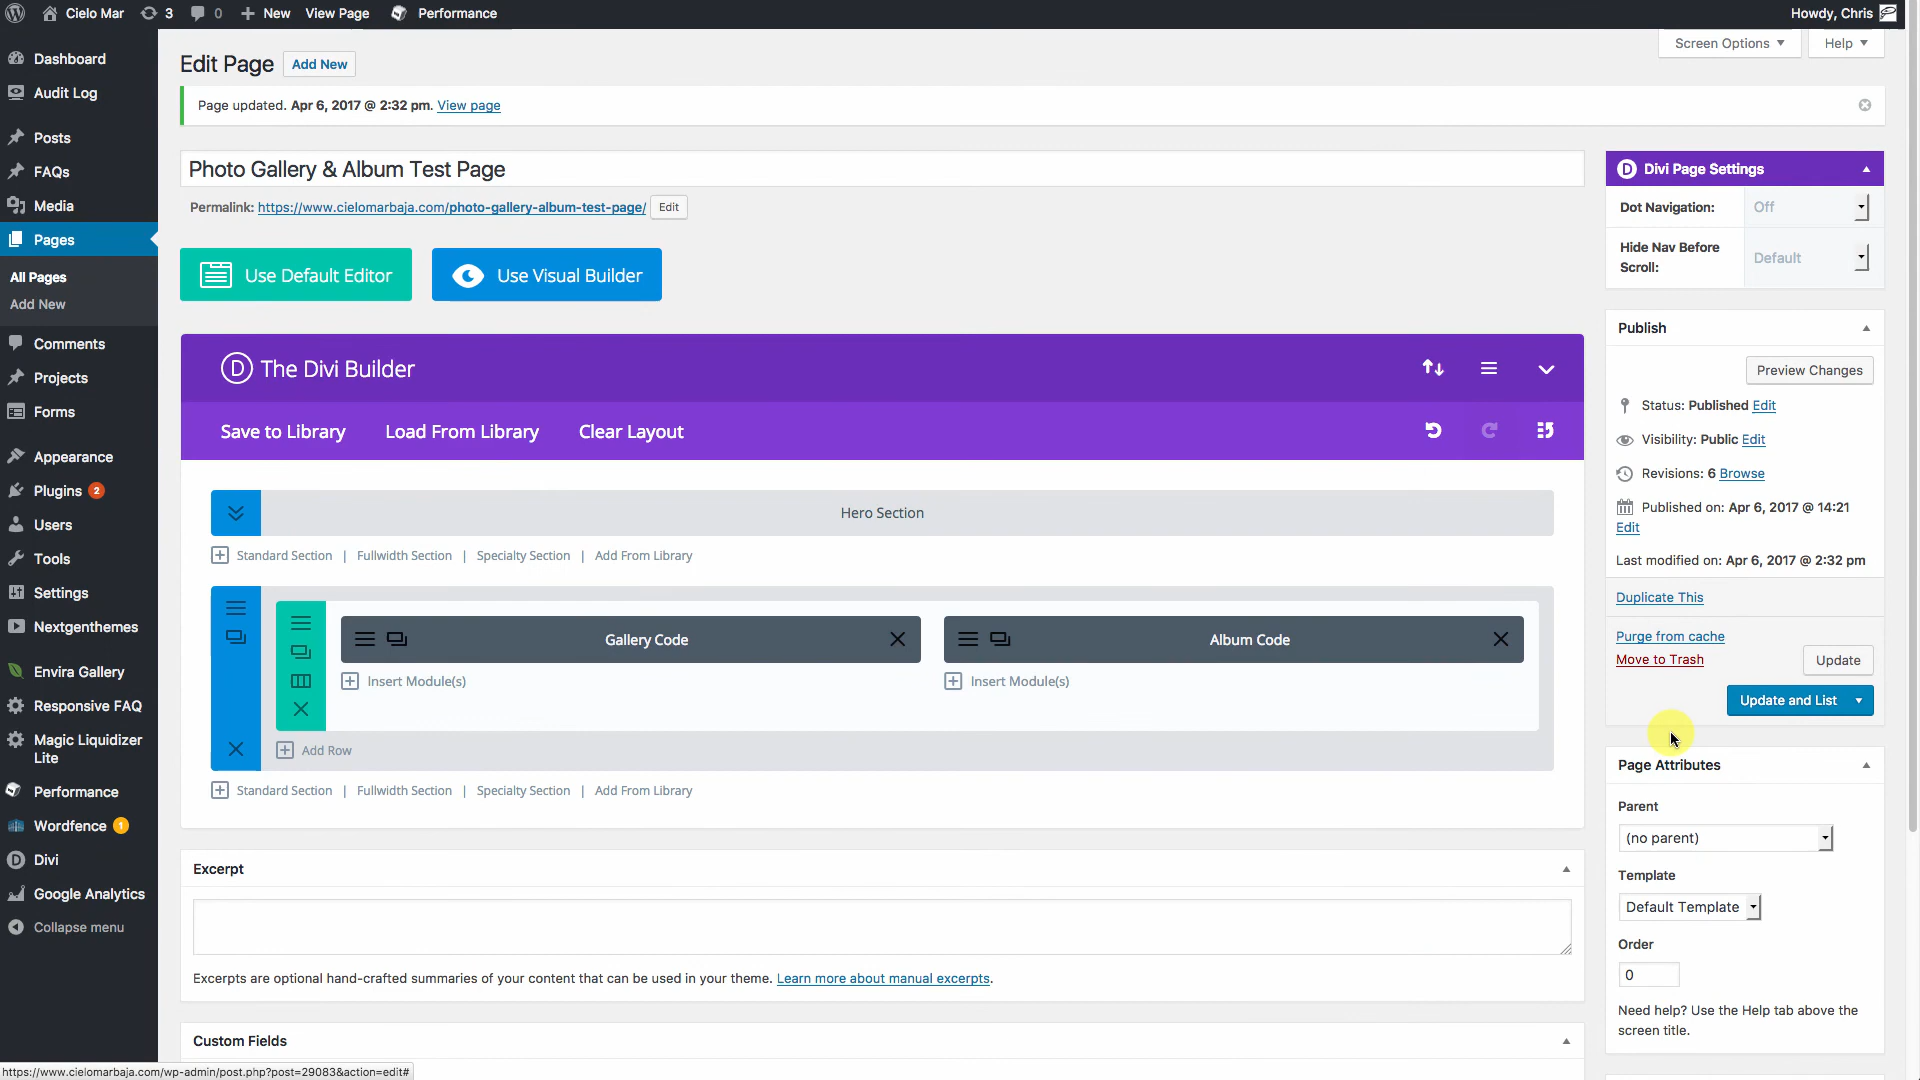 Cielo Mar
3
0
New
View Page
Performance
Howdy, Chris
Dashboard
Audit Log
Posts
FAQs
Media
Pages
All Pages
Add New
Comments
Projects
Forms
Appearance
Plugins 2
Users
Tools
Settings
Nextgenthemes
Envira Gallery
Responsive FAQ
Magic Liquidizer
Lite
Performance
Wordfence 1
Divi
Google Analytics
Collapse menu
Screen Options
Help
Edit Page
Add New
Page updated. Apr 6, 2017 @ 2:32 pm. View page
Photo Gallery & Album Test Page
Permalink: https://www.cielomarbaja.com/photo-gallery-album-test-page/ Edit
Use Default Editor
Use Visual Builder
D The Divi Builder
Save to Library
Load From Library
Clear Layout
Hero Section
Standard Section | Fullwidth Section | Specialty Section | Add From Library
Gallery Code
Album Code
Insert Module(s)
Insert Module(s)
Add Row
Standard Section | Fullwidth Section | Specialty Section | Add From Library
Excerpt
Excerpts are optional hand-crafted summaries of your content that can be used in your theme. Learn more about manual excerpts.
Custom Fields
D Divi Page Settings
Dot Navigation:
Off
Hide Nav Before
Scroll:
Default
Publish
Preview Changes
Status: Published Edit
Visibility: Public Edit
Revisions: 6 Browse
Published on: Apr 6, 2017 @ 14:21
Edit
Last modified on: Apr 6, 2017 @ 2:32 pm
Duplicate This
Purge from cache
Move to Trash
Update
Update and List
Page Attributes
Parent
(no parent)
Template
Default Template
Order
0
Need help? Use the Help tab above the
screen title.
https://www.cielomarbaja.com/wp-admin/post.php?post=29083&action=edit#